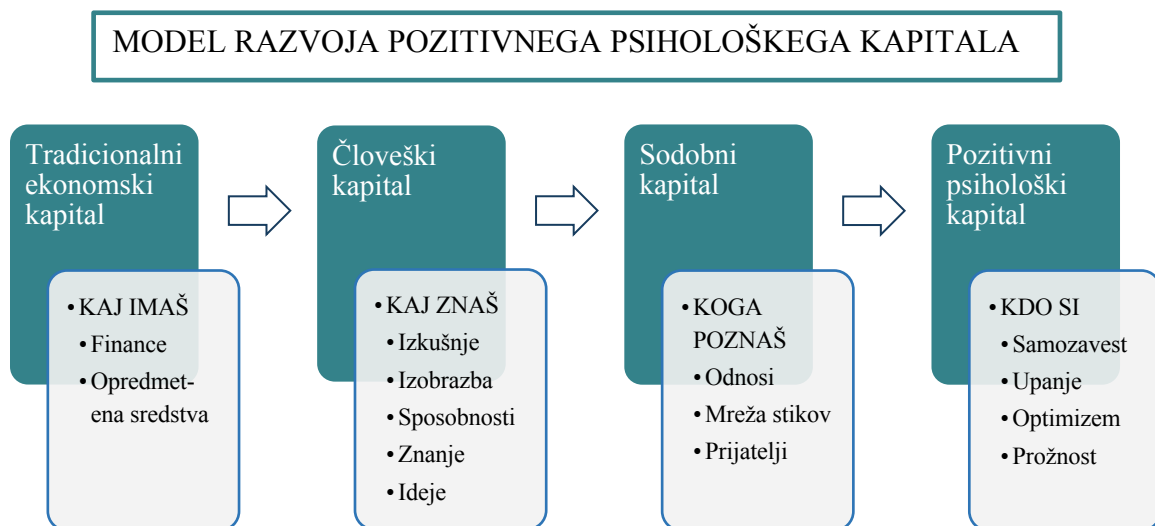 MODEL RAZVOJA POZITIVNEGA PSIHOLOŠKEGA KAPITALA
Tradicionalni
ekonomski
kapital
• KAJ IMAŠ
• Finance
• Opredmet-
ena sredstva
Človeški
kapital
• KAJ ZNAŠ
• Izkušnje
• Izobrazba
• Sposobnosti
• Znanje
• Ideje
Sodobni
kapital
• KOGA
POZNAŠ
• Odnosi
• Mreža stikov
• Prijatelji
Pozitivni
psihološki
kapital
• KDO SI
• Samozavest
• Upanje
• Optimizem
• Prožnost